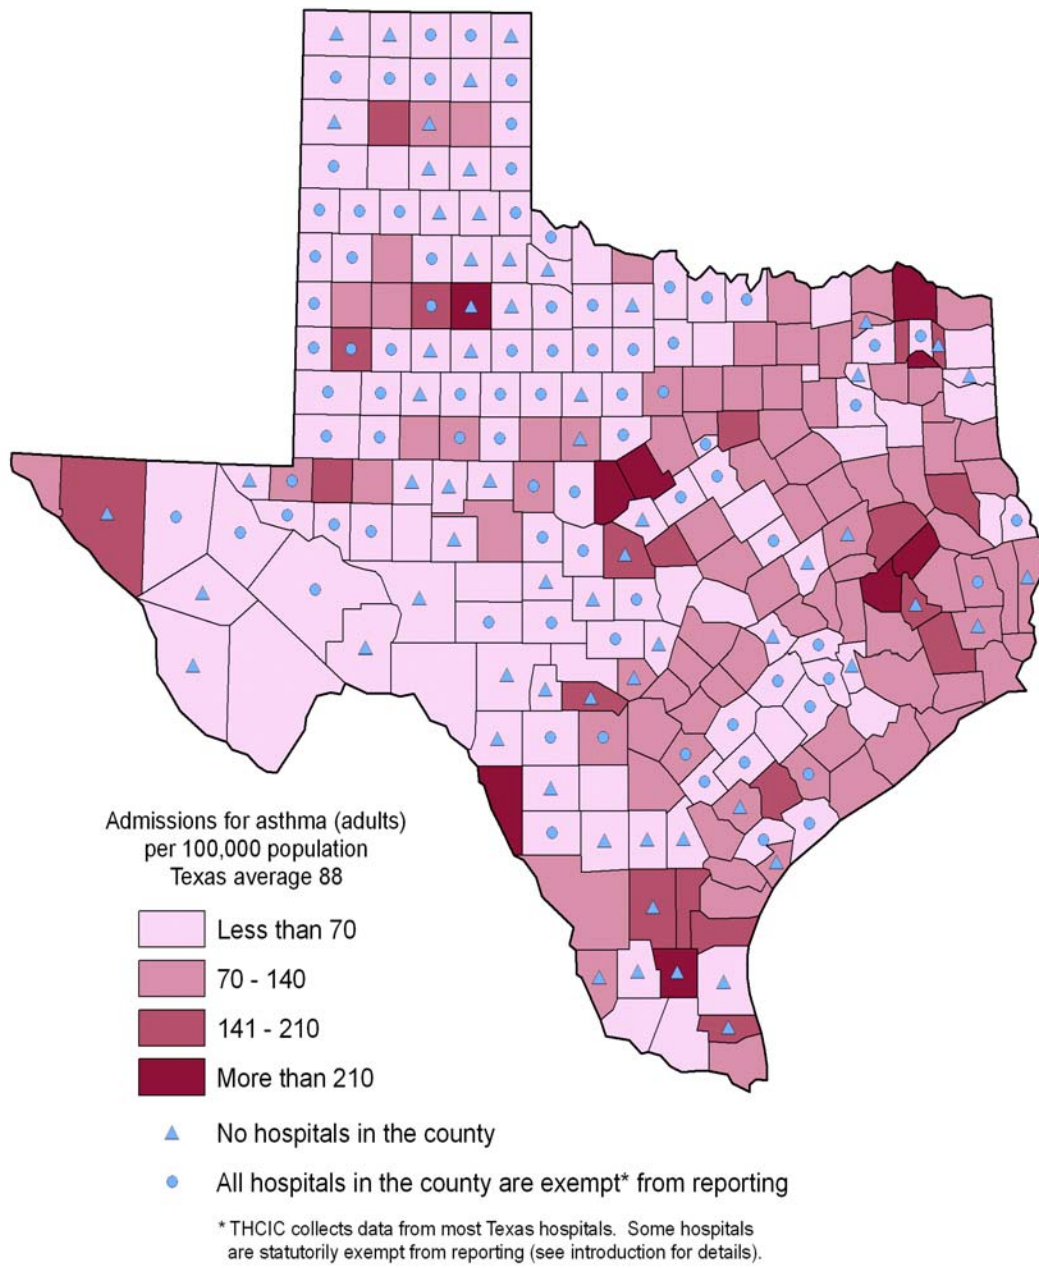 Admissions for asthma (adults)
per 100,000 population
Texas average 88
Less than 70
70 - 140
141 - 210
More than 210
No hospitals in the county
All hospitals in the county are exempt* from reporting
* THCIC collects data from most Texas hospitals. Some hospitals
are statutorily exempt from reporting (see introduction for details).